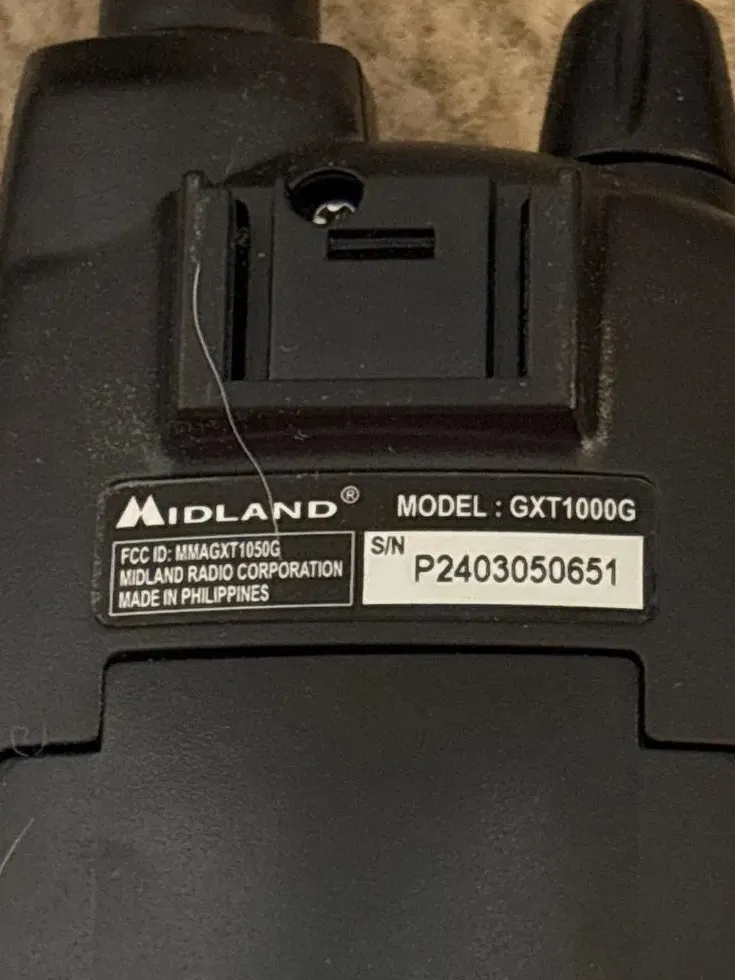 MIDLAND®
MODEL : GXT1000G
FCC ID: MMAGXT1050G
MIDLAND RADIO CORPORATION
MADE IN PHILIPPINES
S/N
P2403050651